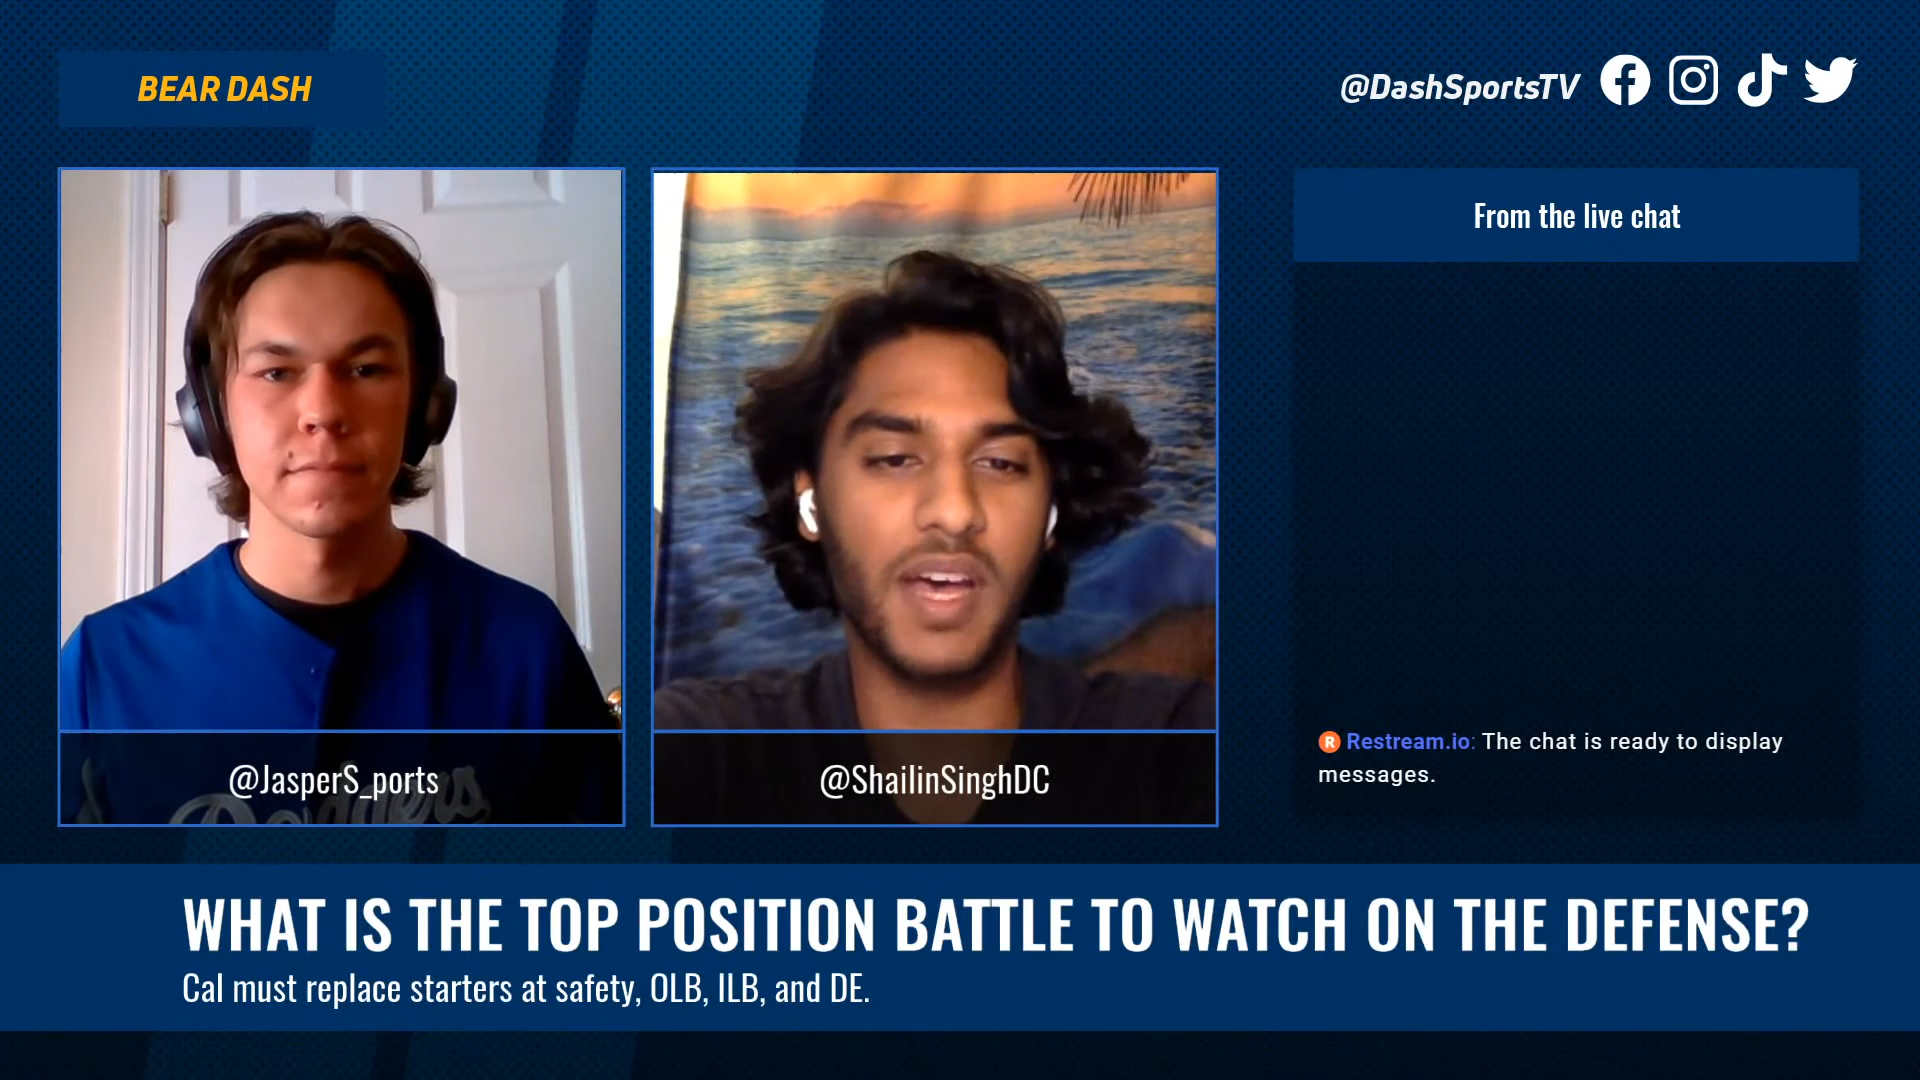 BEAR DASH
@DashSportsTV
From the live chat
Restream.io: The chat is ready to display
messages.
Dodgers
@JasperS_ports
@ShailinSinghDC
WHAT IS THE TOP POSITION BATTLE TO WATCH ON THE DEFENSE?
Cal must replace starters at safety, OLB, ILB, and DE.